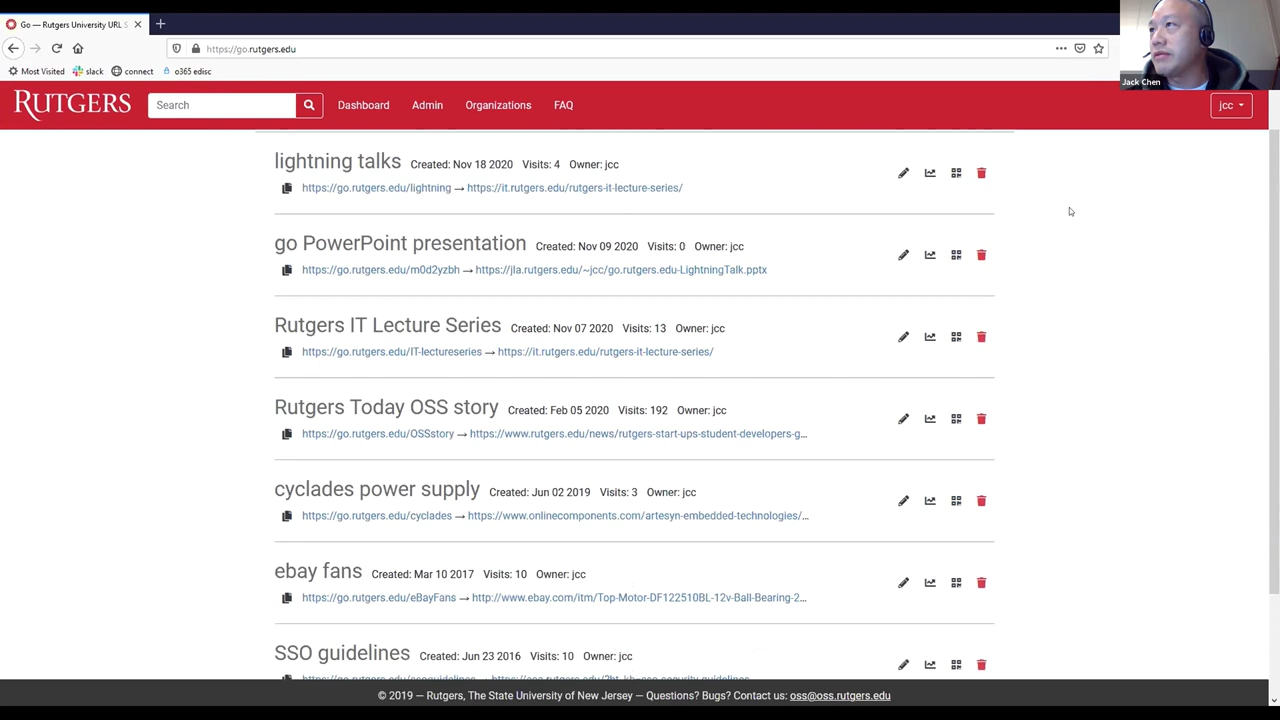 Go — Rutgers University URL S
https://go.rutgers.edu
Jack Chen
Most Visited slack connect o365 edisc
RUTGERS Search Dashboard Admin Organizations FAQ jcc
lightning talks Created: Nov 18 2020 Visits: 4 Owner: jcc
https://go.rutgers.edu/lightning → https://it.rutgers.edu/rutgers-it-lecture-series/
go PowerPoint presentation Created: Nov 09 2020 Visits: 0 Owner: jcc
https://go.rutgers.edu/m0d2yzbh → https://jla.rutgers.edu/~jcc/go.rutgers.edu-LightningTalk.pptx
Rutgers IT Lecture Series Created: Nov 07 2020 Visits: 13 Owner: jcc
https://go.rutgers.edu/IT-lectureseries → https://it.rutgers.edu/rutgers-it-lecture-series/
Rutgers Today OSS story Created: Feb 05 2020 Visits: 192 Owner: jcc
https://go.rutgers.edu/OSSstory → https://www.rutgers.edu/news/rutgers-start-ups-student-developers-g...
cyclades power supply Created: Jun 02 2019 Visits: 3 Owner: jcc
https://go.rutgers.edu/cyclades → https://www.onlinecomponents.com/artesyn-embedded-technologies/...
ebay fans Created: Mar 10 2017 Visits: 10 Owner: jcc
https://go.rutgers.edu/eBayFans → http://www.ebay.com/itm/Top-Motor-DF122510BL-12v-Ball-Bearing-2...
SSO guidelines Created: Jun 23 2016 Visits: 10 Owner: jcc
© 2019 — Rutgers, The State University of New Jersey — Questions? Bugs? Contact us: oss@oss.rutgers.edu